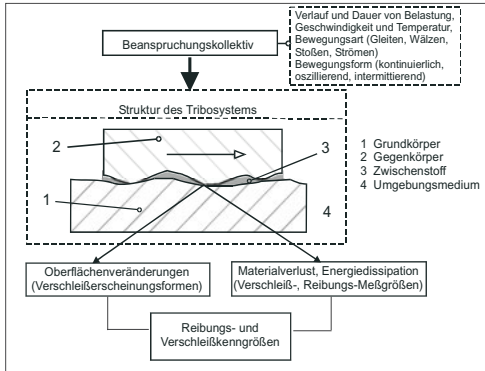 Beanspruchungskollektiv
Verlauf und Dauer von Belastung,
Geschwindigkeit und Temperatur,
Bewegungsart (Gleiten, Wälzen,
Stoßen, Strömen)
Bewegungsform (kontinuierlich,
oszillierend, intermittierend)
Struktur des Tribosystems
2
3
1
4
1 Grundkörper
2 Gegenkörper
3 Zwischenstoff
4 Umgebungsmedium
Oberflächenveränderungen
(Verschleißerscheinungsformen)
Materialverlust, Energiedissipation
(Verschleiß-, Reibungs-Meßgrößen)
Reibungs- und
Verschleißkenngrößen